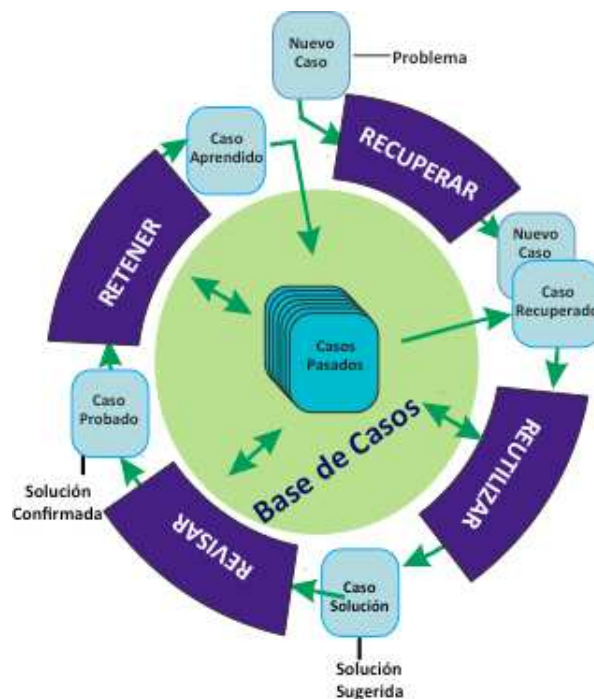 Nuevo
Caso
Problema
RECUPERAR
Caso
Aprendido
Nuevo
Caso
Caso
Recuperado
RETENER
Casos
Pasados
Base de Casos
Caso
Probado
Solución
Confirmada
REUTILIZAR
REVISAR
Caso
Solución
Solución
Sugerida